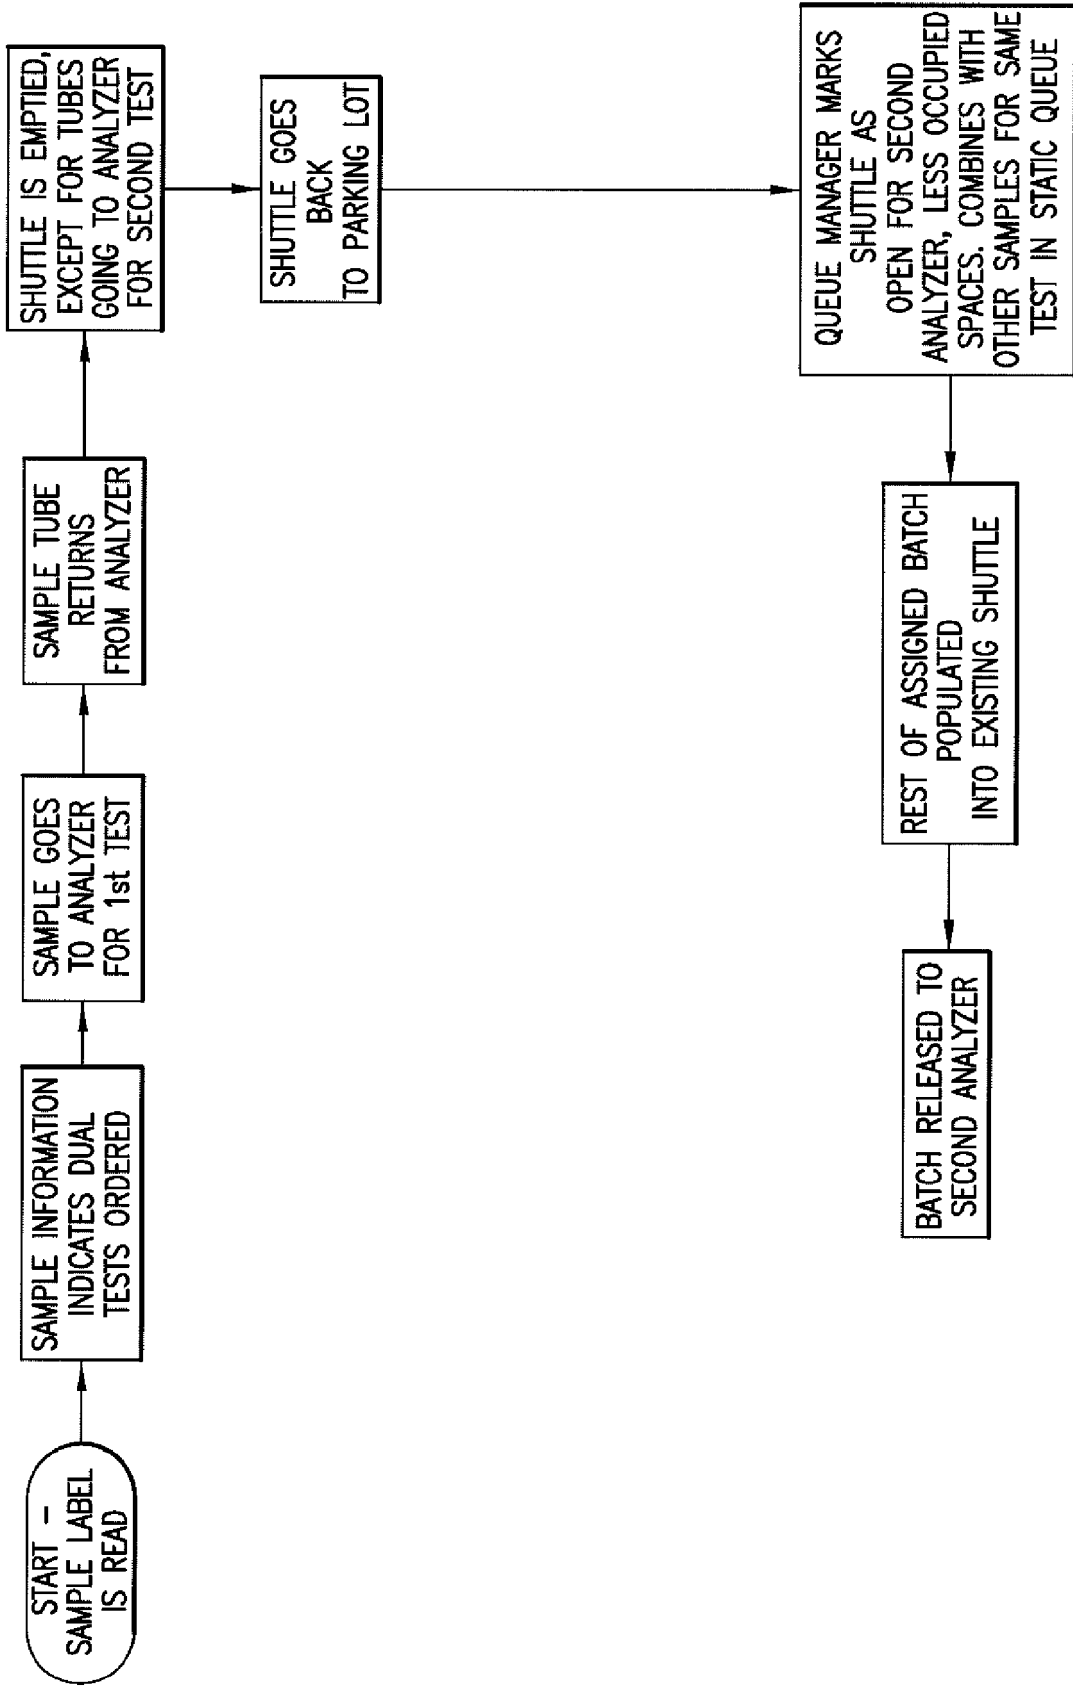 START –
SAMPLE LABEL
IS READ
SAMPLE INFORMATION
INDICATES DUAL
TESTS ORDERED
SAMPLE GOES
TO ANALYZER
FOR 1st TEST
SAMPLE TUBE
RETURNS
FROM ANALYZER
SHUTTLE IS EMPTIED,
EXCEPT FOR TUBES
GOING TO ANALYZER
FOR SECOND TEST
SHUTTLE GOES
BACK
TO PARKING LOT
QUEUE MANAGER MARKS
SHUTTLE AS
OPEN FOR SECOND
ANALYZER, LESS OCCUPIED
SPACES. COMBINES WITH
OTHER SAMPLES FOR SAME
TEST IN STATIC QUEUE
REST OF ASSIGNED BATCH
POPULATED
INTO EXISTING SHUTTLE
BATCH RELEASED TO
SECOND ANALYZER